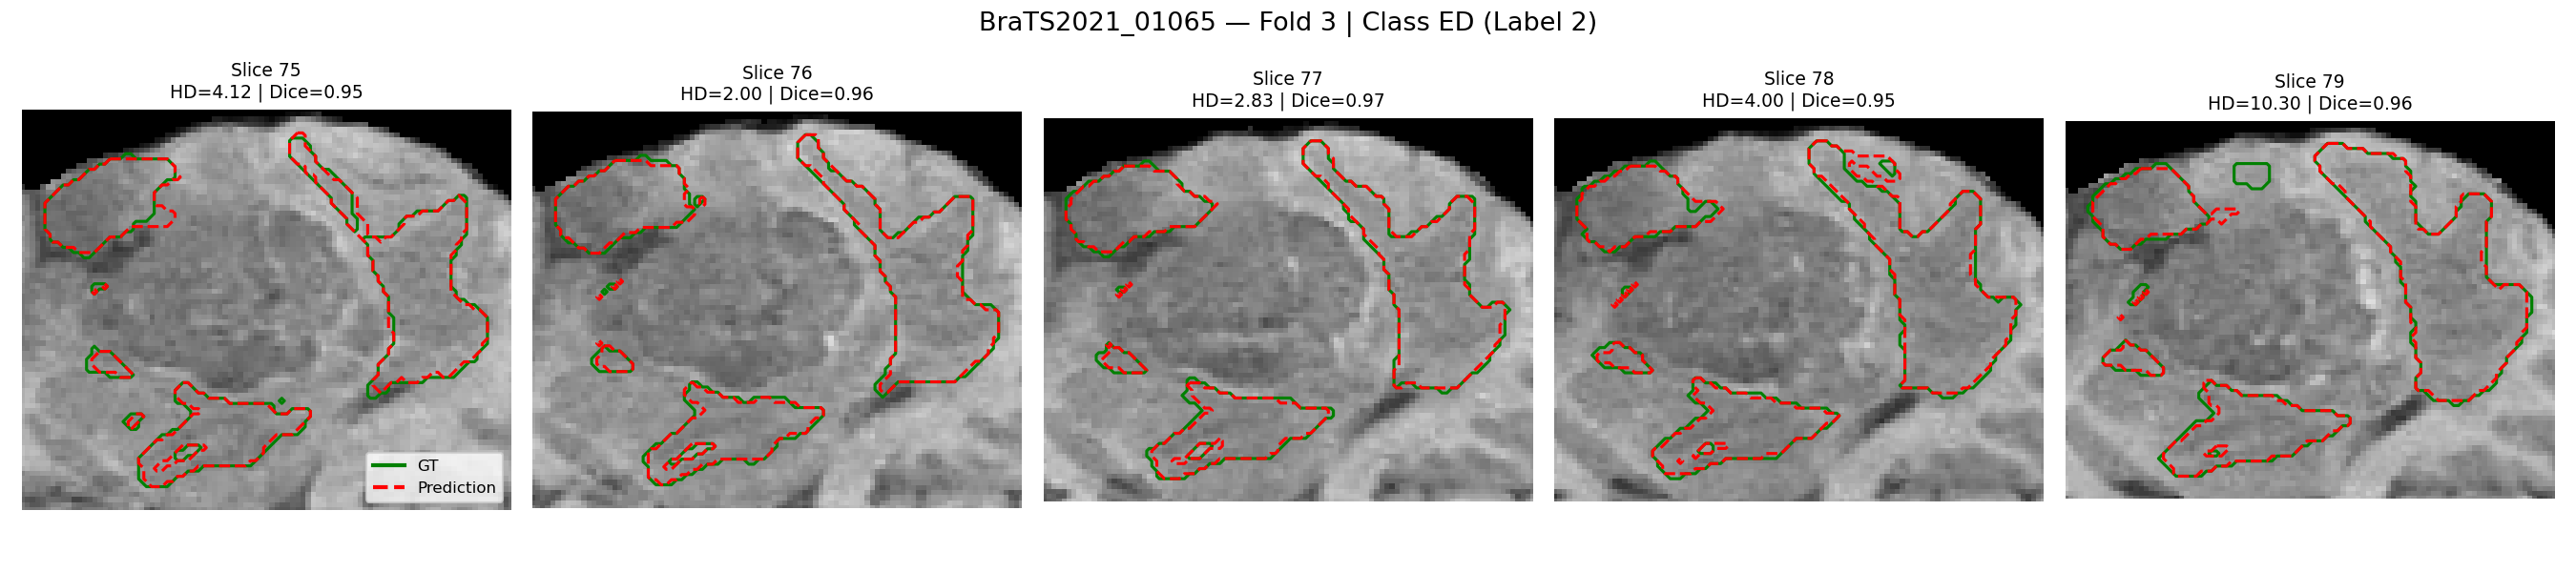 BraTS2021_01065 — Fold 3 | Class ED (Label 2)
Slice 75
HD=4.12 | Dice=0.95
Slice 76
HD=2.00 | Dice=0.96
Slice 77
HD=2.83 | Dice=0.97
Slice 78
HD=4.00 | Dice=0.95
Slice 79
HD=10.30 | Dice=0.96
GT
Prediction